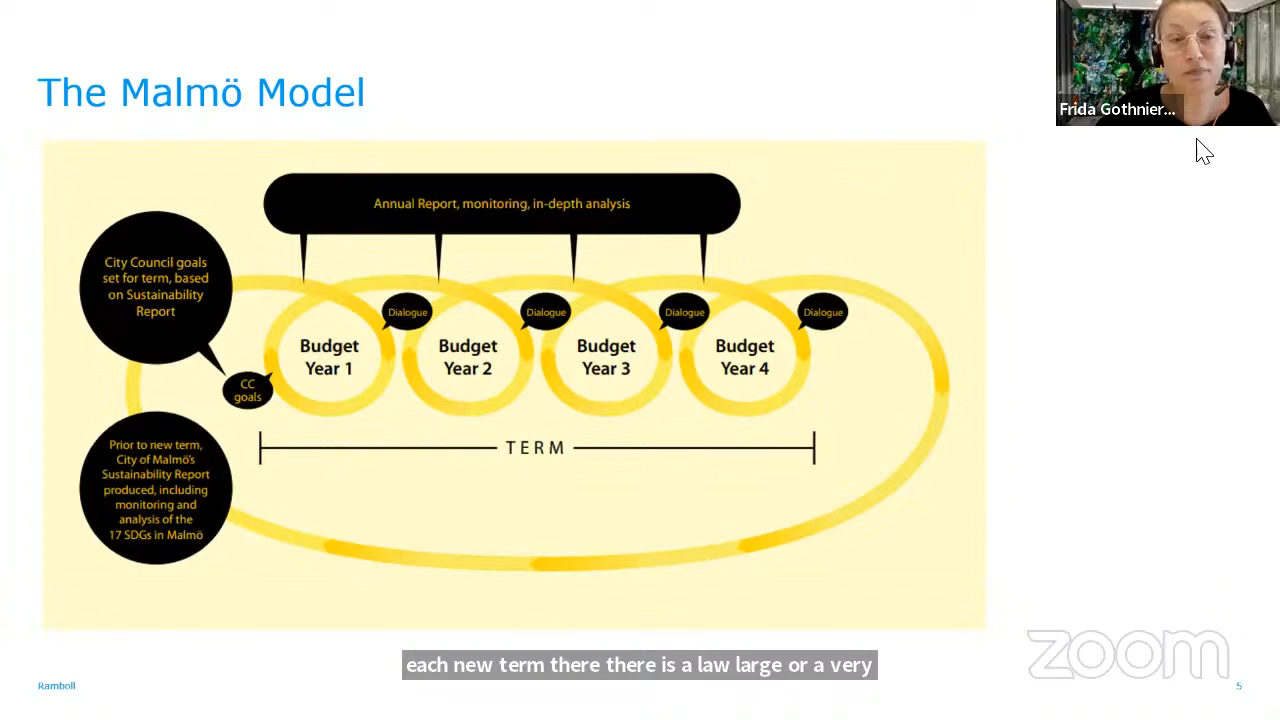 The Malmö Model
Frida Gothnier...
Annual Report, monitoring, in-depth analysis
City Council goals
set for term, based
on Sustainability
Report
Dialogue
Dialogue
Dialogue
Dialogue
Budget
Year 1
Budget
Year 2
Budget
Year 3
Budget
Year 4
CC
goals
TERM
Prior to new term,
City of Malmö's
Sustainability Report
produced, including
monitoring and
analysis of the
17 SDGs in Malmö
zoom
each new term there there is a law large or a very
Ramboll
5